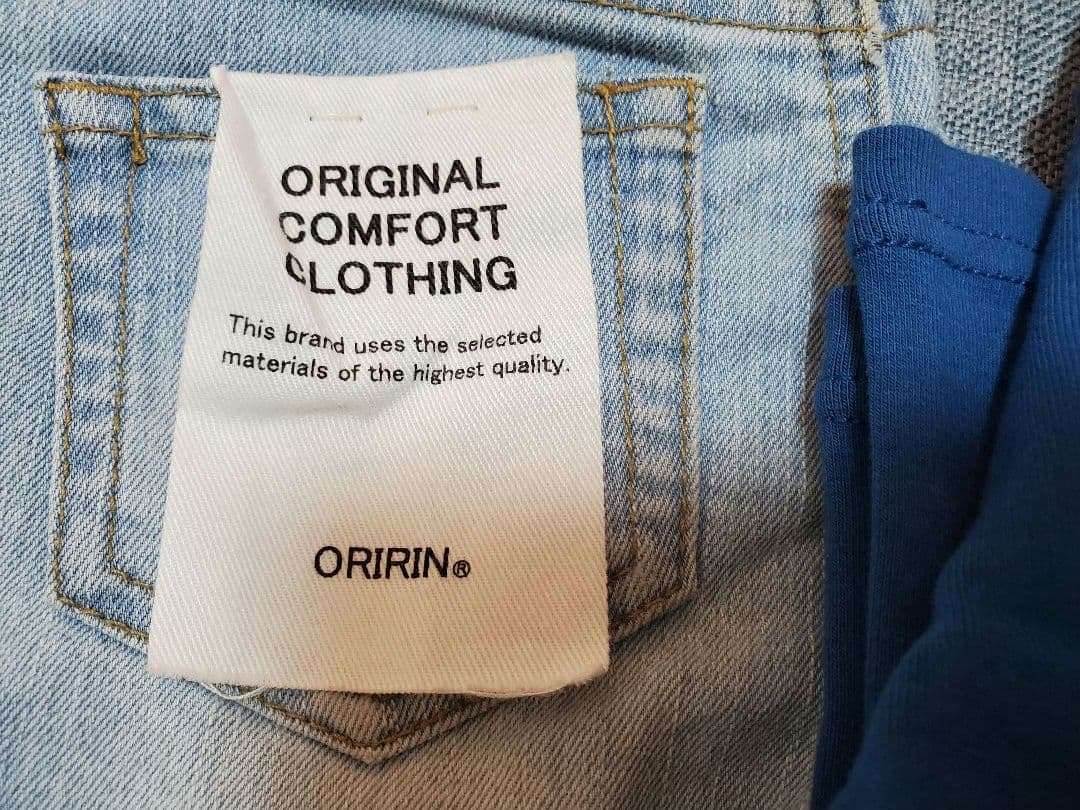 ORIGINAL
COMFORT
CLOTHING
This brand uses the selected
materials of the highest quality.
ORIRIN®